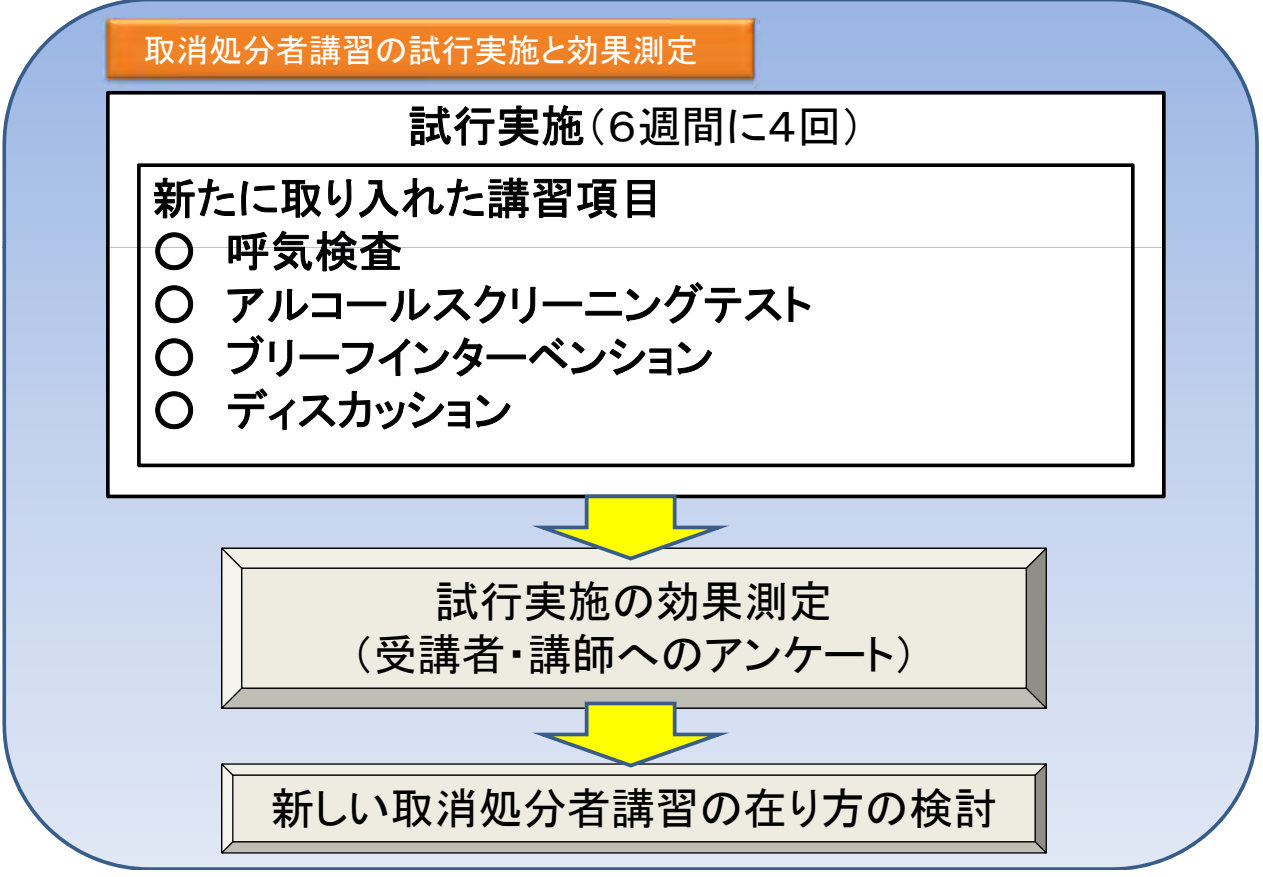 取消処分者講習の試行実施と効果測定
試行実施（６週間に４回）
新たに取り入れた講習項目
○　呼気検査
○　アルコールスクリーニングテスト
○　ブリーフインターベンション
○　ディスカッション
試行実施の効果測定
（受講者・講師へのアンケート）
新しい取消処分者講習の在り方の検討